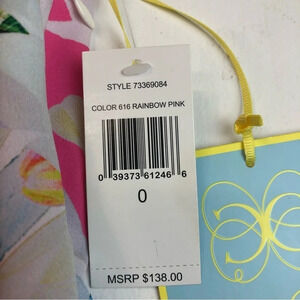 STYLE 73369084
COLOR 616 RAINBOW PINK
0 39373 61246 6
0
MSRP $138.00